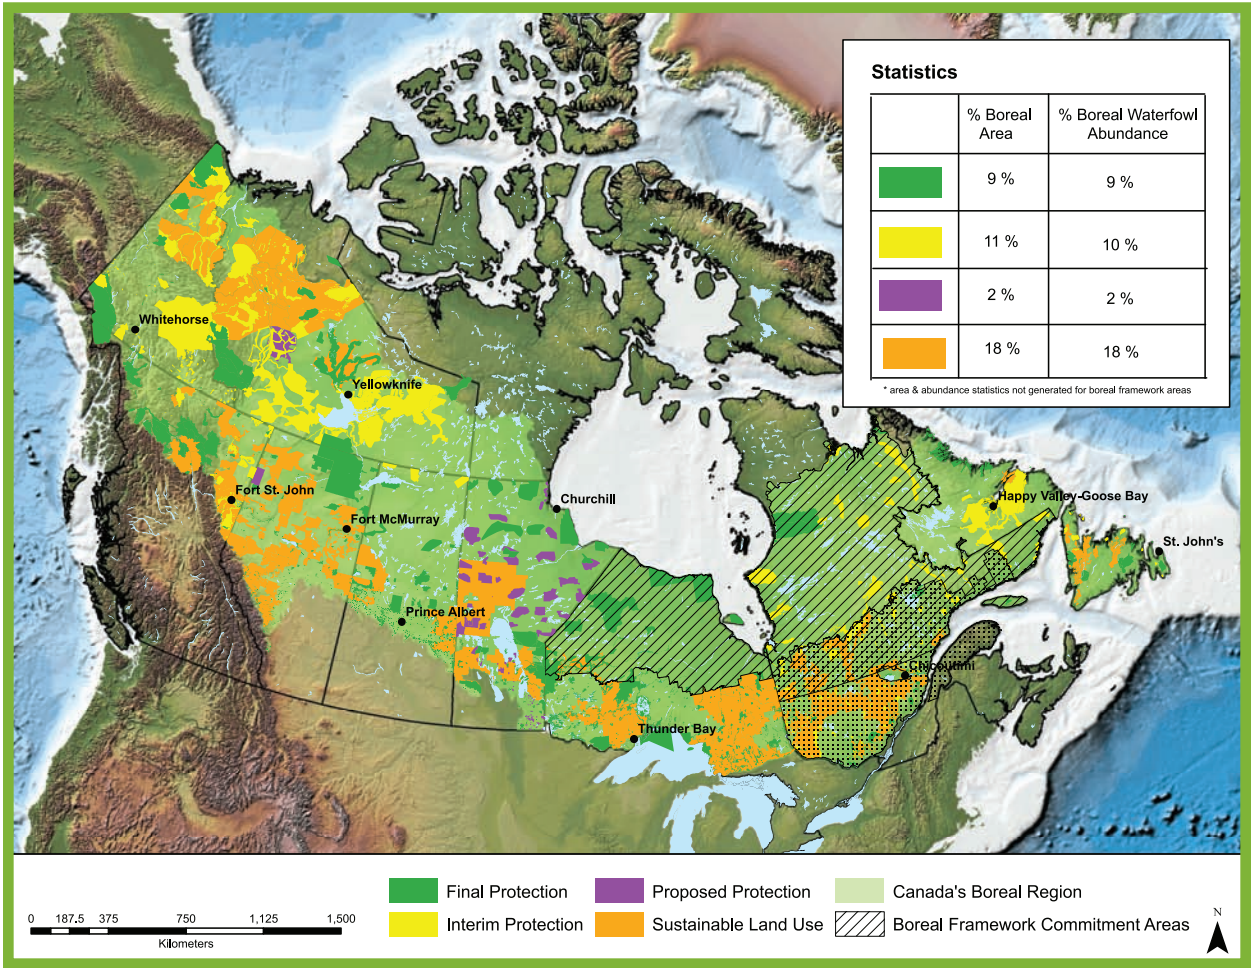 Statistics
% Boreal Area
% Boreal Waterfowl Abundance
9 %
9 %
11 %
10 %
2 %
2 %
18 %
18 %
* area & abundance statistics not generated for boreal framework areas
Whitehorse
Yellowknife
Fort St. John
Fort McMurray
Churchill
Happy Valley-Goose Bay
St. John's
Prince Albert
Chicoutimi
Thunder Bay
Final Protection
Proposed Protection
Canada's Boreal Region
Interim Protection
Sustainable Land Use
Boreal Framework Commitment Areas
0 187.5 375 750 1,125 1,500
Kilometers
N